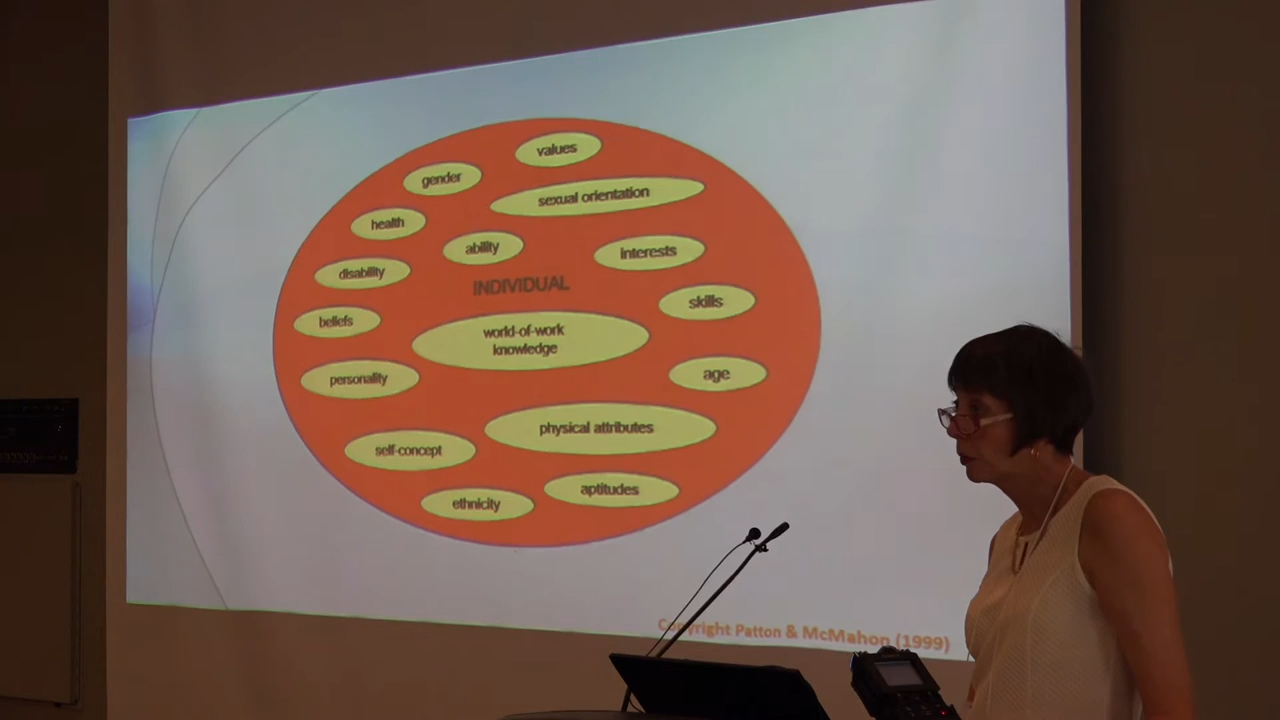 values
gender
sexual orientation
health
ability
interests
disability
INDIVIDUAL
skills
beliefs
world-of-work
knowledge
age
personality
physical attributes
self-concept
aptitudes
ethnicity
Copyright Patton & McMahon (1999)